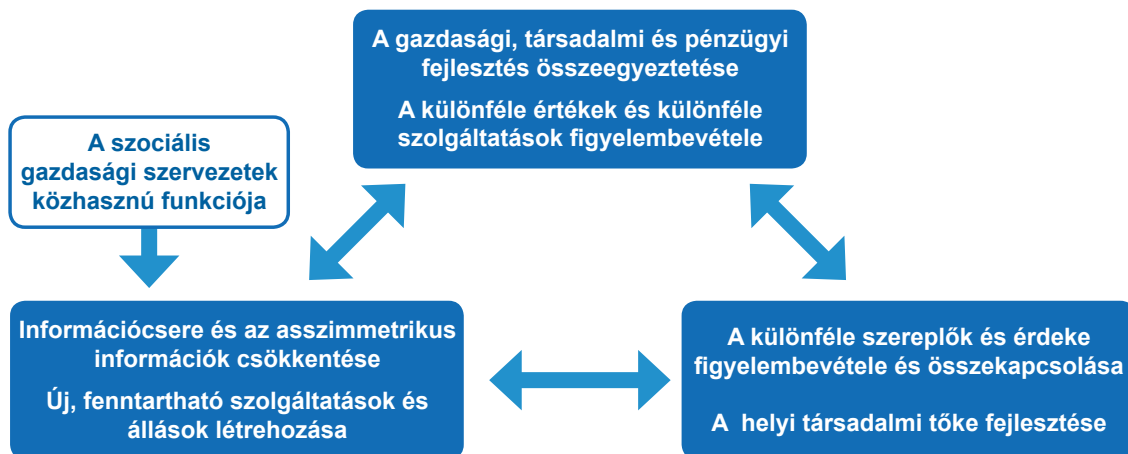 A gazdasági, társadalmi és pénzügyi
fejlesztés összeegyeztetése
A különféle értékek és különféle
szolgáltatások figyelembevétele
A szociális
gazdasági szervezetek
közhasznú funkciója
Információcsere és az asszimmetrikus
információk csökkentése
Új, fenntartható szolgáltatások és
állások létrehozása
A különféle szereplők és érdeke
figyelembevétele és összekapcsolása
A helyi társadalmi tőke fejlesztése